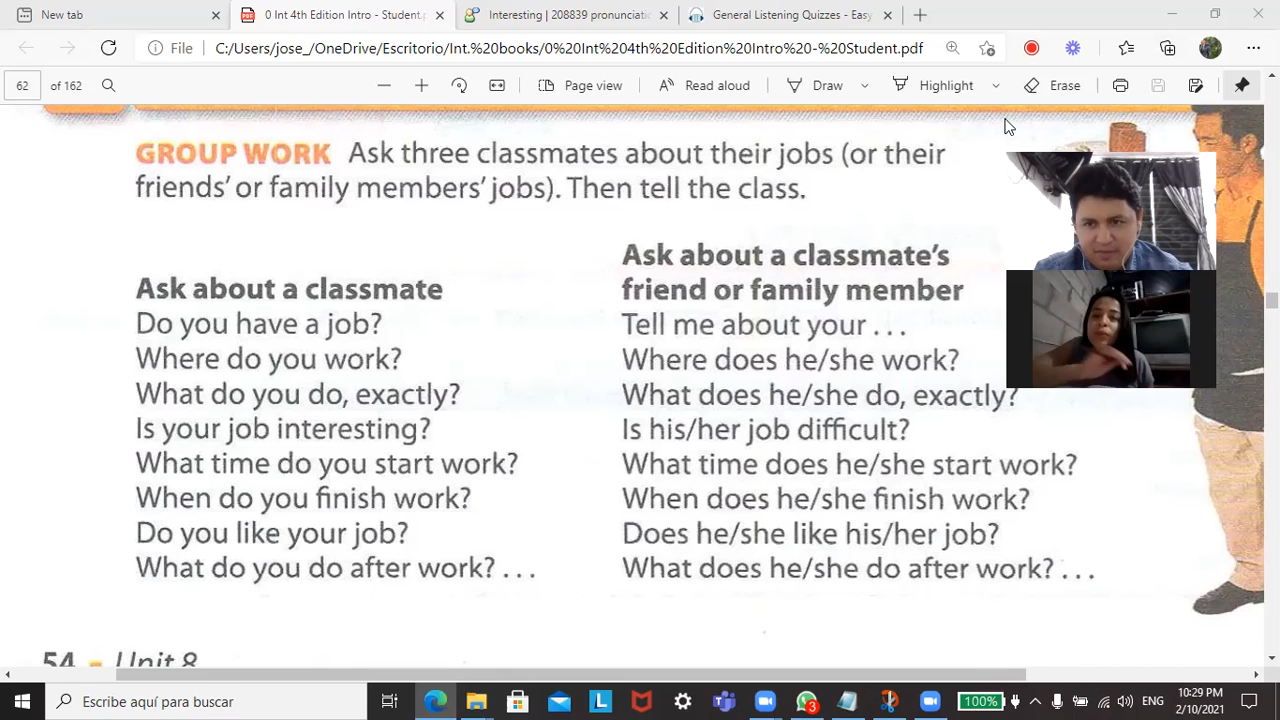 New tab
0 Int 4th Edition Intro - Student.p
Interesting | 208839 pronunciatio
General Listening Quizzes - Easy
File
C:/Users/jose_/OneDrive/Escritorio/Int.%20books/0%20Int%204th%20Edition%20Intro%20-%20Student.pdf
62 of 162
Page view
Read aloud
Draw
Highlight
Erase
GROUP WORK Ask three classmates about their jobs (or their
friends' or family members' jobs). Then tell the class.
Ask about a classmate
Do you have a job?
Where do you work?
What do you do, exactly?
Is your job interesting?
What time do you start work?
When do you finish work?
Do you like your job?
What do you do after work? . . .
Ask about a classmate's
friend or family member
Tell me about your . . .
Where does he/she work?
What does he/she do, exactly?
Is his/her job difficult?
What time does he/she start work?
When does he/she finish work?
Does he/she like his/her job?
What does he/she do after work? . . .
54 Unit 8
Escribe aquí para buscar
L
3
100%
ENG
10:29 PM
2/10/2021